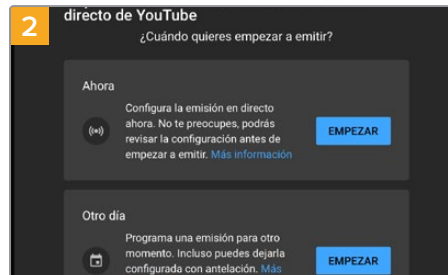 2
directo de YouTube
¿Cuándo quieres empezar a emitir?
Ahora
Configura la emisión en directo
ahora. No te preocupes, podrás
revisar la configuración antes de
empezar a emitir. Más información
EMPEZAR
Otro día
Programa una emisión para otro
momento. Incluso puedes dejarla
configurada con antelación. Más
EMPEZAR